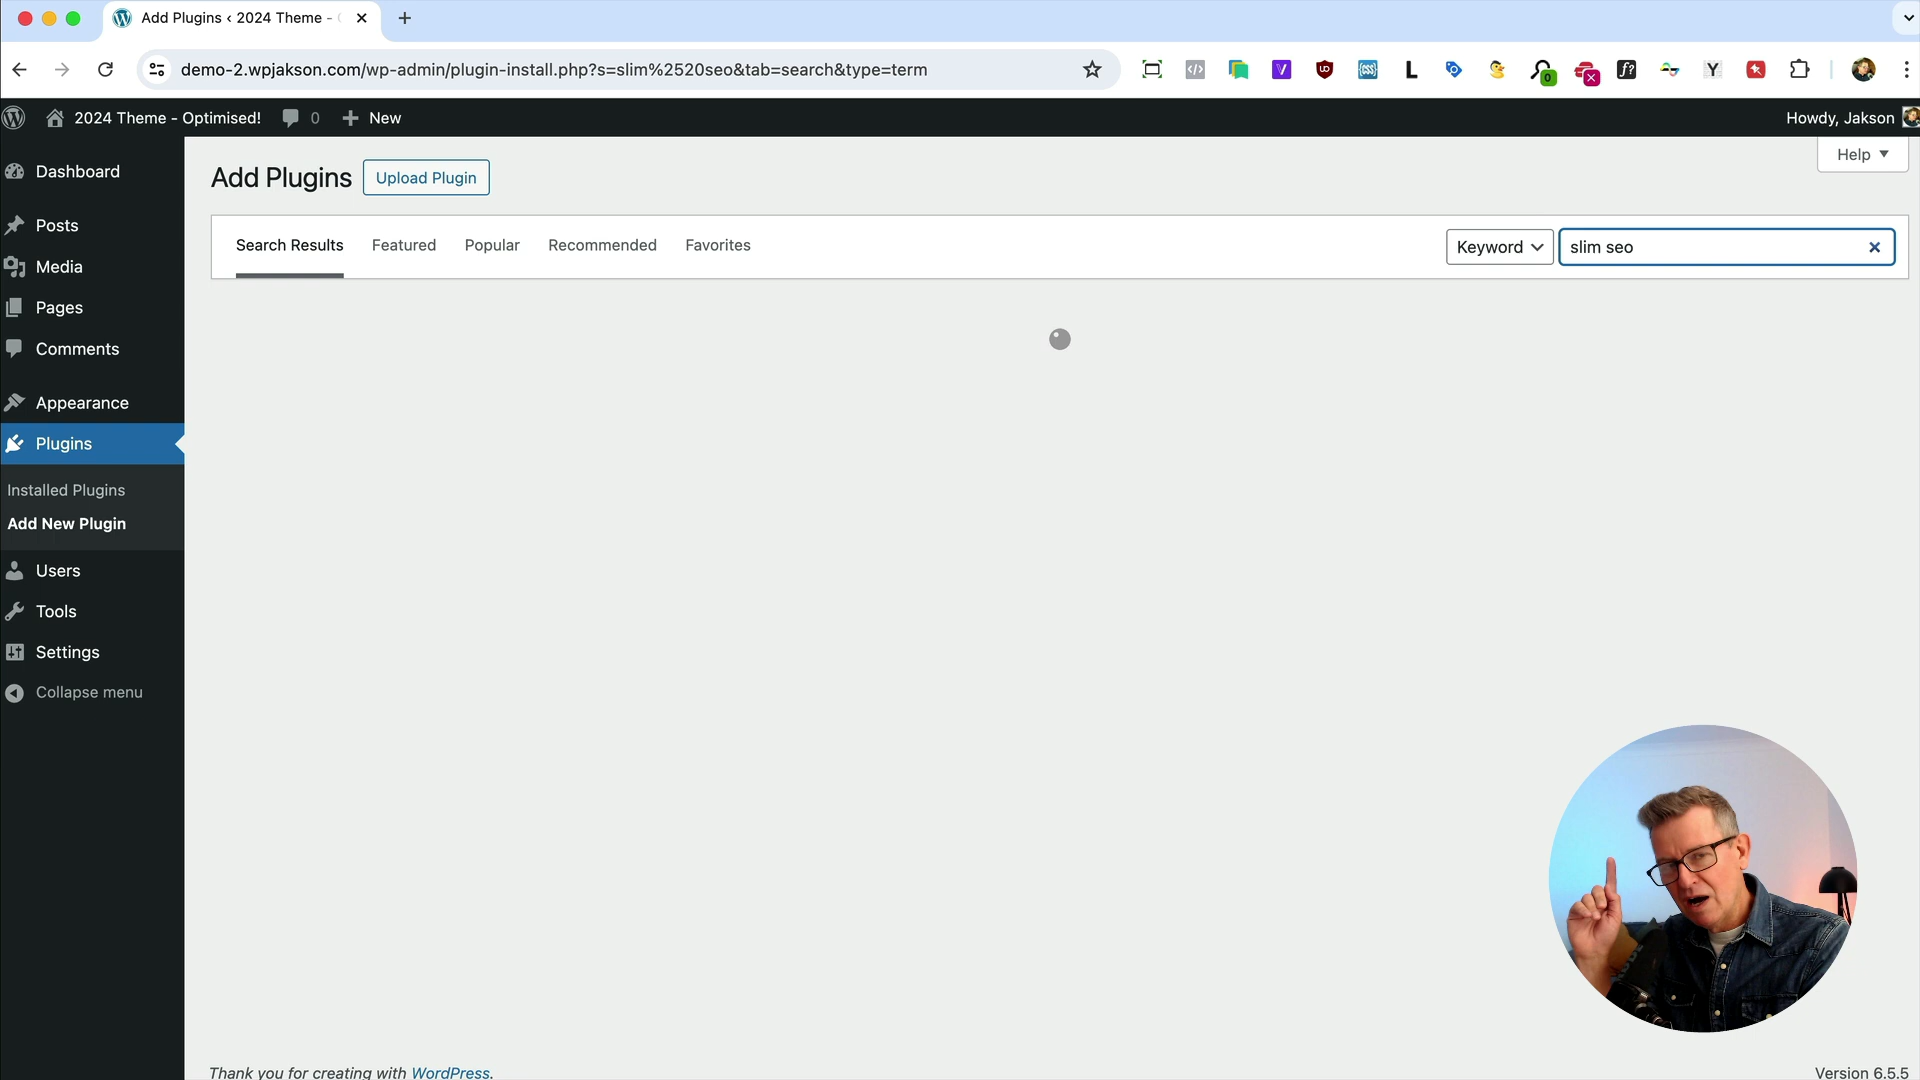 Add Plugins ‹ 2024 Theme -
demo-2.wpjakson.com/wp-admin/plugin-install.php?s=slim%2520seo&tab=search&type=term
2024 Theme - Optimised! 0 New
Howdy, Jakson
Help
Dashboard
Posts
Media
Pages
Comments
Appearance
Plugins
Installed Plugins
Add New Plugin
Users
Tools
Settings
Collapse menu
Add Plugins
Upload Plugin
Search Results Featured Popular Recommended Favorites
Keyword slim seo
Thank you for creating with WordPress.
Version 6.5.5